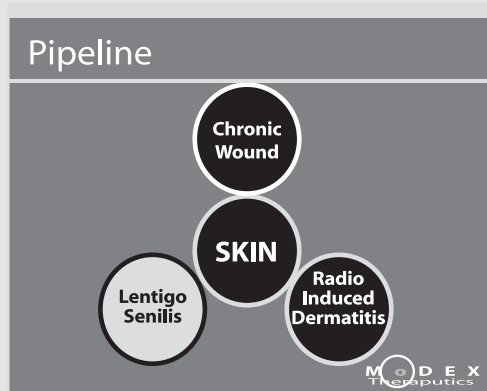 Pipeline
Chronic
Wound
SKIN
Lentigo
Senilis
Radio
Induced
Dermatitis
MODEX
Theraputics